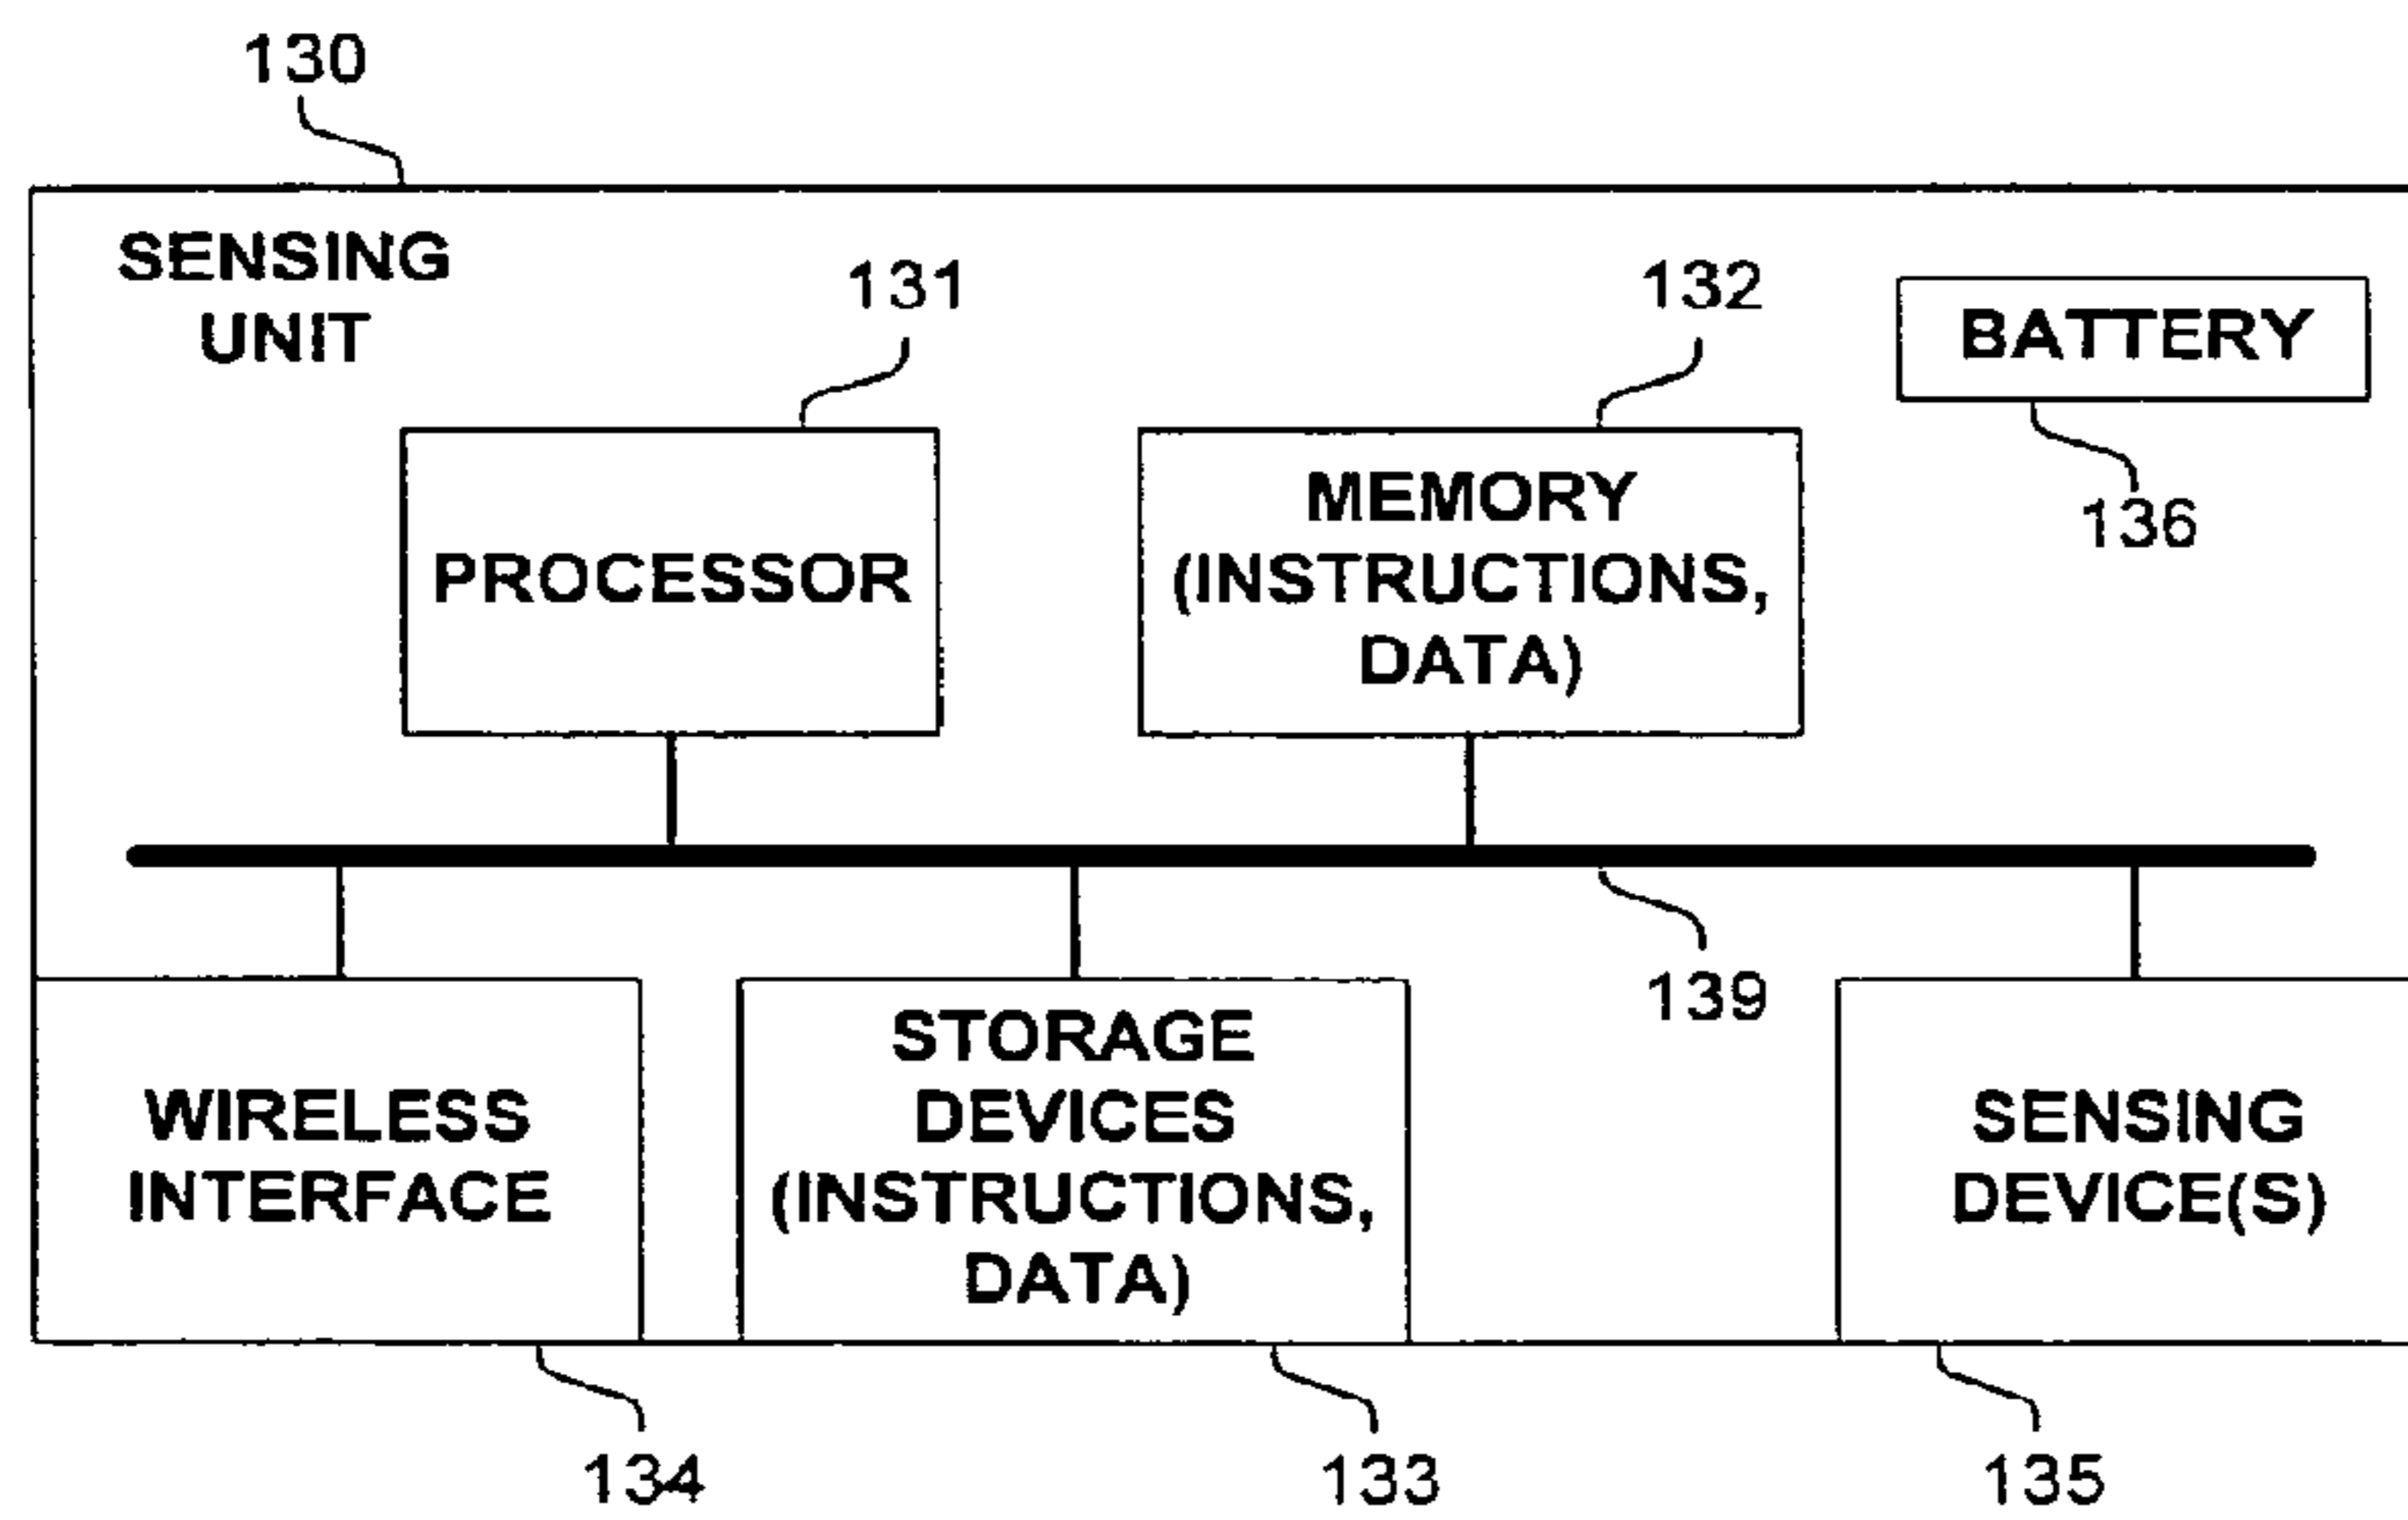 130
SENSING
UNIT
131
132
BATTERY
136
PROCESSOR
MEMORY
(INSTRUCTIONS,
DATA)
139
WIRELESS
INTERFACE
STORAGE
DEVICES
(INSTRUCTIONS,
DATA)
SENSING
DEVICE(S)
134
133
135